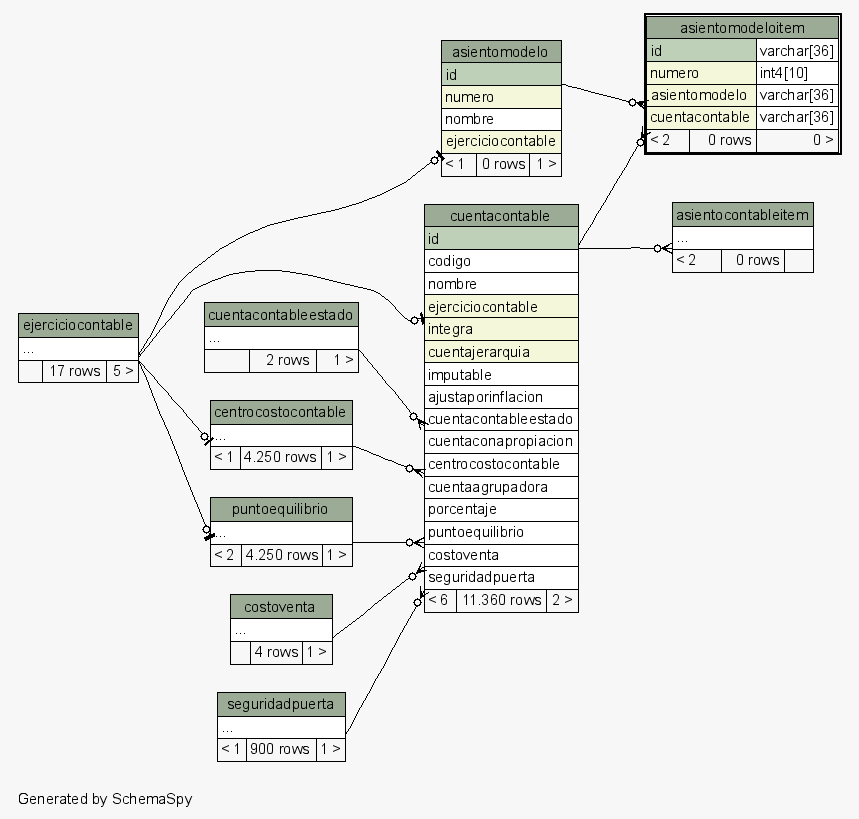 asientomodeloitem
id varchar[36]
numero int4[10]
asientomodelo varchar[36]
cuentacontable varchar[36]
< 2 0 rows 0 >
asientomodelo
id
numero
nombre
ejerciciocontable
< 1 0 rows 1 >
cuentacontable
id
codigo
nombre
ejerciciocontable
integra
cuentajerarquia
imputable
ajustaporinflacion
cuentacontableestado
cuentaconapropiacion
centrocostocontable
cuentaagrupadora
porcentaje
puntoequilibrio
costoventa
seguridadpuerta
< 6 11.360 rows 2 >
asientocontableitem
...
< 2 0 rows
ejerciciocontable
...
17 rows 5 >
cuentacontableestado
...
2 rows 1 >
centrocostocontable
...
< 1 4.250 rows 1 >
puntoequilibrio
...
< 2 4.250 rows 1 >
costoventa
...
4 rows 1 >
seguridadpuerta
...
< 1 900 rows 1 >
Generated by SchemaSpy